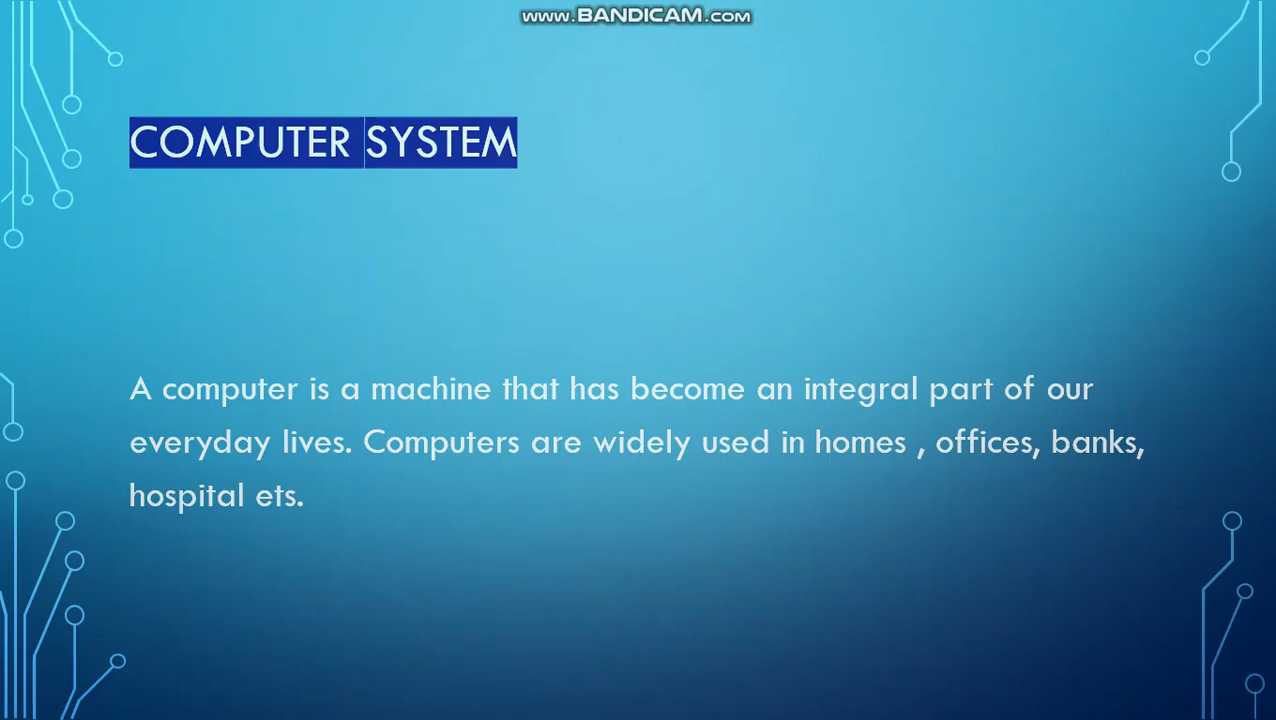 www.BANDICAM.com
COMPUTER SYSTEM
A computer is a machine that has become an integral part of our
everyday lives. Computers are widely used in homes , offices, banks,
hospital ets.